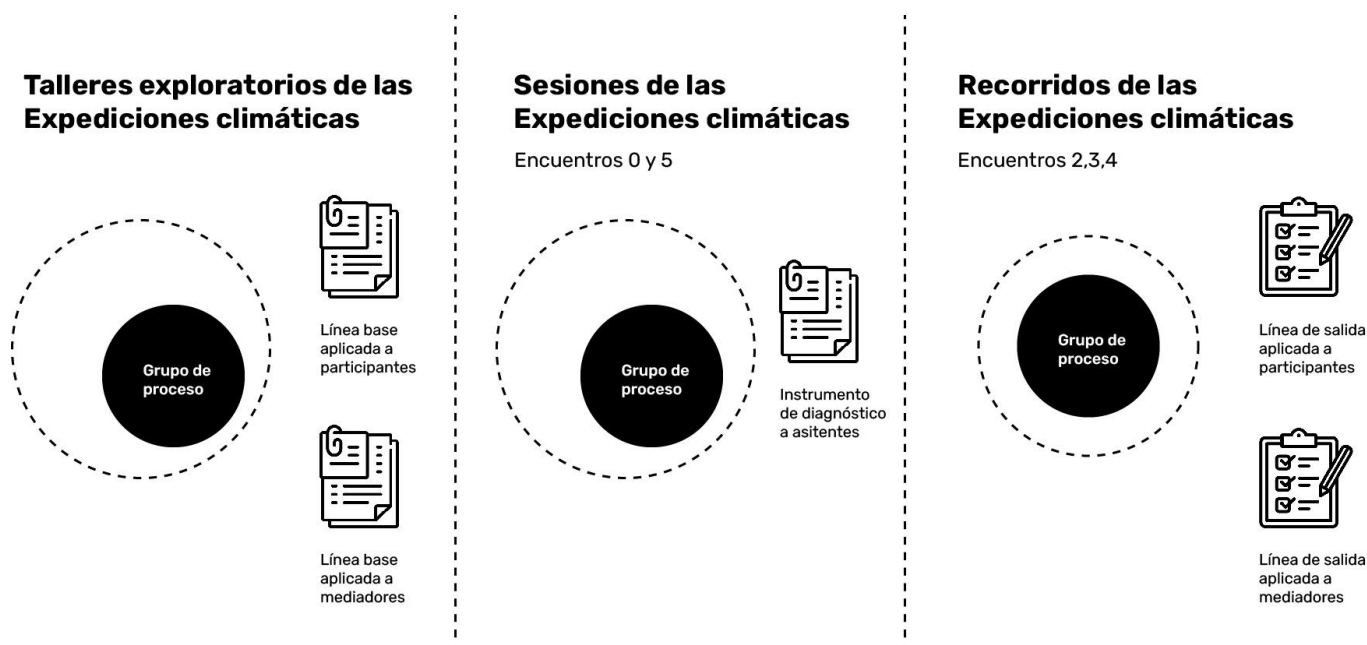 Talleres exploratorios de las
Expediciones climáticas
Grupo de
proceso
Línea base
aplicada a
participantes
Línea base
aplicada a
mediadores
Sesiones de las
Expediciones climáticas
Encuentros 0 y 5
Grupo de
proceso
Instrumento
de diagnóstico
a asitentes
Recorridos de las
Expediciones climáticas
Encuentros 2,3,4
Grupo de
proceso
Línea de salida
aplicada a
participantes
Línea de salida
aplicada a
mediadores